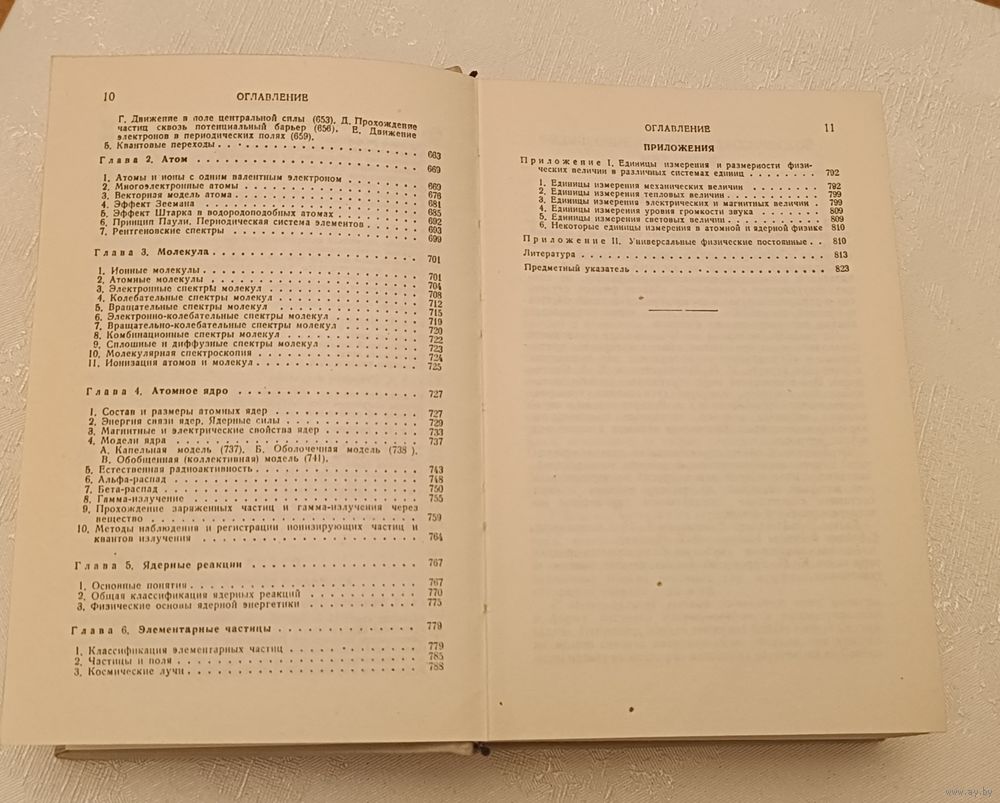 10 ОГЛАВЛЕНИЕ
Г. Движение в поле центральной силы (653). Д. Прохождение
частиц сквозь потенциальный барьер (656). Е. Движение
электронов в периодических полях (659).
5. Квантовые переходы . . . 663
Глава 2. Атом . . . 669
1. Атомы и ионы с одним валентным электроном . . . 669
2. Многоэлектронные атомы . . . 678
3. Векторная модель атома . . . 681
4. Эффект Зеемана . . . 685
5. Эффект Штарка в водородоподобных атомах . . . 692
6. Принцип Паули. Периодическая система элементов . . . 693
7. Рентгеновские спектры . . . 699
Глава 3. Молекула . . . 701
1. Ионные молекулы . . . 701
2. Атомные молекулы . . . 704
3. Электронные спектры молекул . . . 708
4. Колебательные спектры молекул . . . 712
5. Вращательные спектры молекул . . . 715
6. Электронно-колебательные спектры молекул . . . 719
7. Вращательно-колебательные спектры молекул . . . 720
8. Комбинационные спектры молекул . . . 722
9. Сплошные и диффузные спектры молекул . . . 723
10. Молекулярная спектроскопия . . . 724
11. Ионизация атомов и молекул . . . 725
Глава 4. Атомное ядро . . . 727
1. Состав и размеры атомных ядер . . . 727
2. Энергия связи ядер. Ядерные силы . . . 729
3. Магнитные и электрические свойства ядер . . . 733
4. Модели ядра . . . 737
А. Капельная модель (737). Б. Оболочечная модель (738).
В. Обобщенная (коллективная) модель (741).
5. Естественная радиоактивность . . . 743
6. Альфа-распад . . . 748
7. Бета-распад . . . 750
8. Гамма-излучение . . . 755
9. Прохождение заряженных частиц и гамма-излучения через
вещество . . . 759
10. Методы наблюдения и регистрации ионизирующих частиц и
квантов излучения . . . 764
Глава 5. Ядерные реакции . . . 767
1. Основные понятия . . . 767
2. Общая классификация ядерных реакций . . . 770
3. Физические основы ядерной энергетики . . . 775
Глава 6. Элементарные частицы . . . 779
1. Классификация элементарных частиц . . . 779
2. Частицы и поля . . . 785
3. Космические лучи . . . 788
ОГЛАВЛЕНИЕ 11
ПРИЛОЖЕНИЯ
Приложение I. Единицы измерения и размерности физи-
ческих величин в различных системах единиц . . . 792
1. Единицы измерения механических величин . . . 792
2. Единицы измерения тепловых величин . . . 799
3. Единицы измерения электрических и магнитных величин . . 799
4. Единицы измерения уровня громкости звука . . . 809
5. Единицы измерения световых величин . . . 809
6. Некоторые единицы измерения в атомной и ядерной физике 810
Приложение II. Универсальные физические постоянные . . 810
Литература . . . 813
Предметный указатель . . . 823
www.ay.by